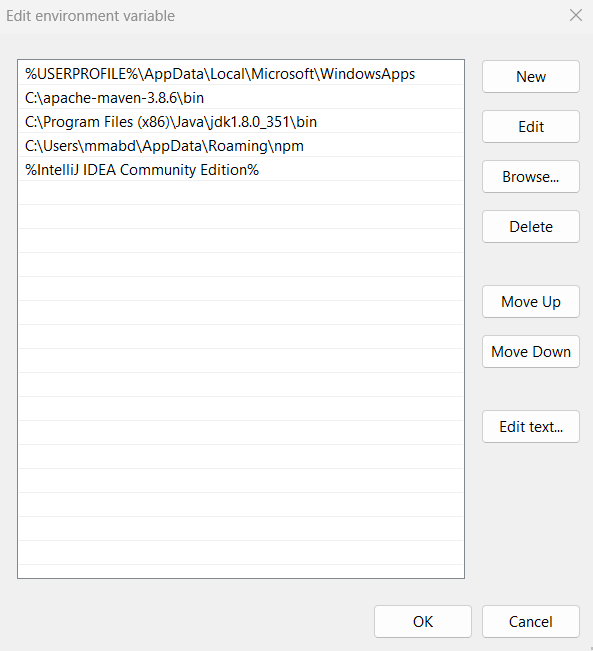 Edit environment variable
%USERPROFILE%\AppData\Local\Microsoft\WindowsApps
C:\apache-maven-3.8.6\bin
C:\Program Files (x86)\Java\jdk1.8.0_351\bin
C:\Users\mmabd\AppData\Roaming\npm
%IntelliJ IDEA Community Edition%
New
Edit
Browse...
Delete
Move Up
Move Down
Edit text...
OK
Cancel